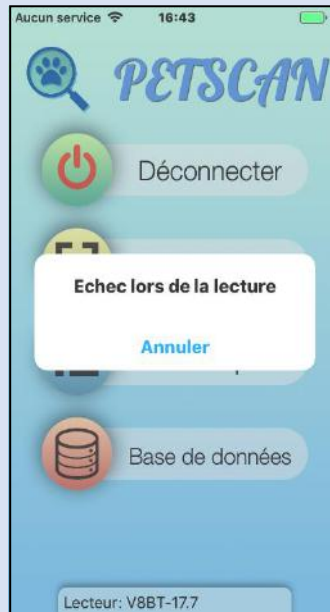 Aucun service 16:43
PETSCAN
Déconnecter
Echec lors de la lecture
Annuler
Base de données
Lecteur: V8BT-17.7